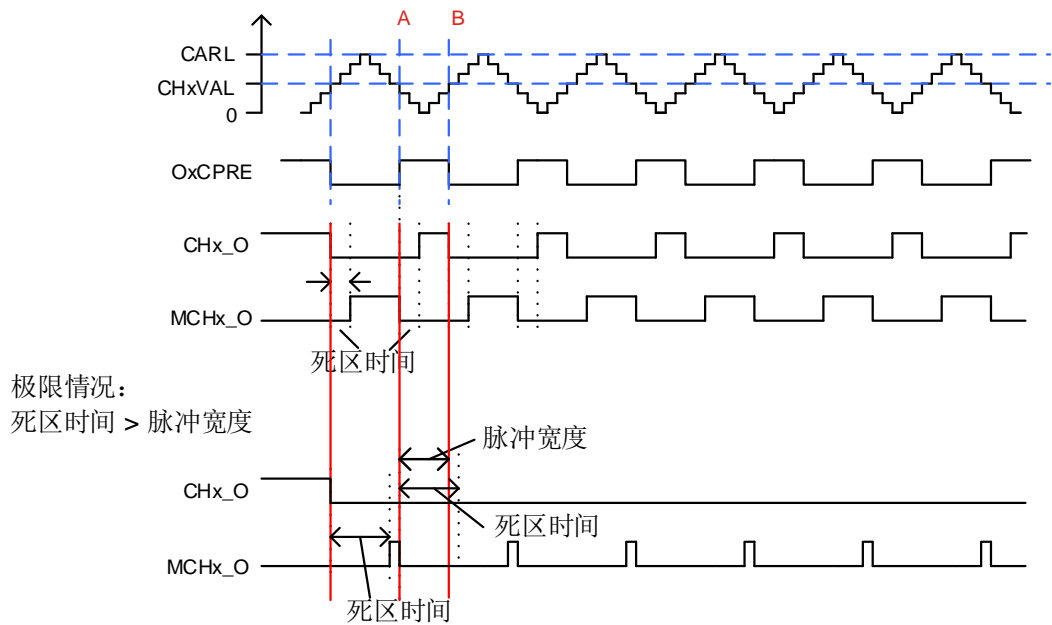 A B
CARL
CHxVAL
0
OxCPRE
CHx_O
MCHx_O
死区时间
极限情况：
死区时间 > 脉冲宽度
脉冲宽度
CHx_O
死区时间
MCHx_O
死区时间